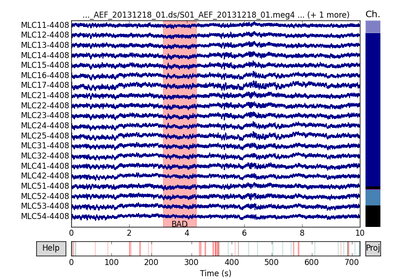 ..._AEF_20131218_01.ds/S01_AEF_20131218_01.meg4 ... (+ 1 more)
Ch.
MLC11-4408
MLC12-4408
MLC13-4408
MLC14-4408
MLC15-4408
MLC16-4408
MLC17-4408
MLC21-4408
MLC22-4408
MLC23-4408
MLC24-4408
MLC25-4408
MLC31-4408
MLC32-4408
MLC41-4408
MLC42-4408
MLC51-4408
MLC52-4408
MLC53-4408
MLC54-4408
BAD
0 2 4 6 8 10
Help
Proj
100 200 300 400 500 600 700
Time (s)